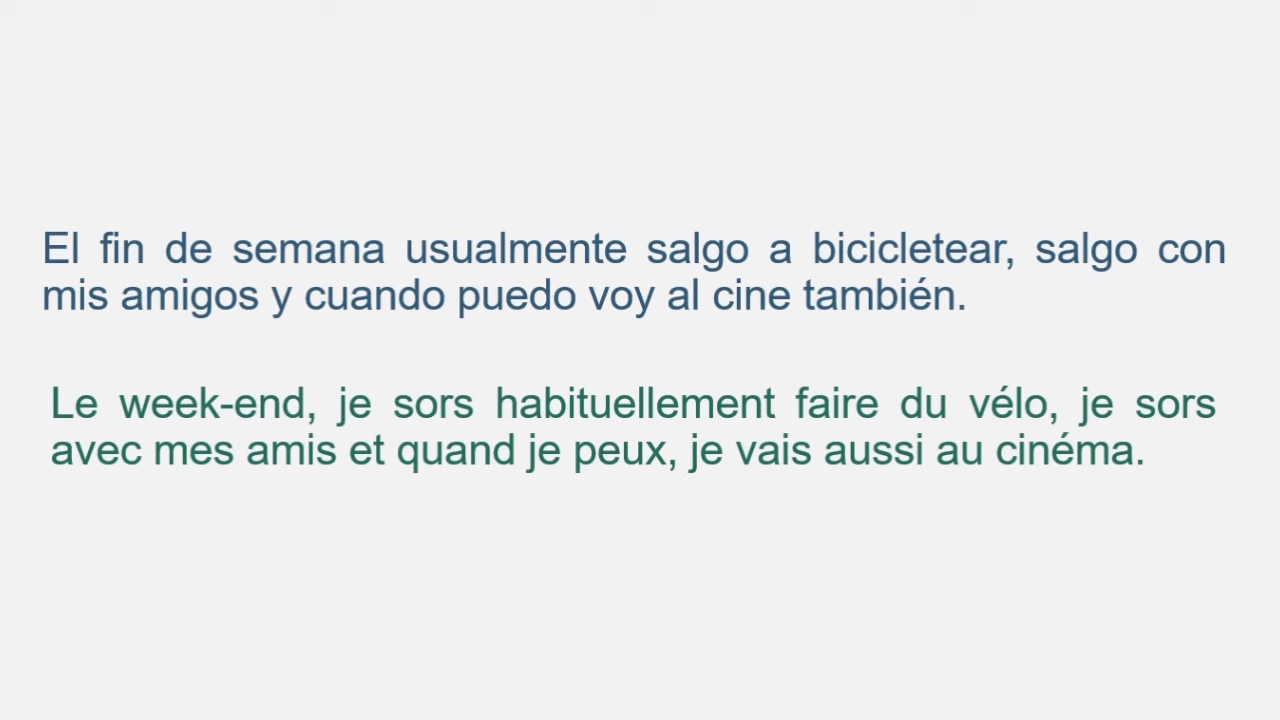 El fin de semana usualmente salgo a bicicletear, salgo con
mis amigos y cuando puedo voy al cine también.
Le week-end, je sors habituellement faire du vélo, je sors
avec mes amis et quand je peux, je vais aussi au cinéma.